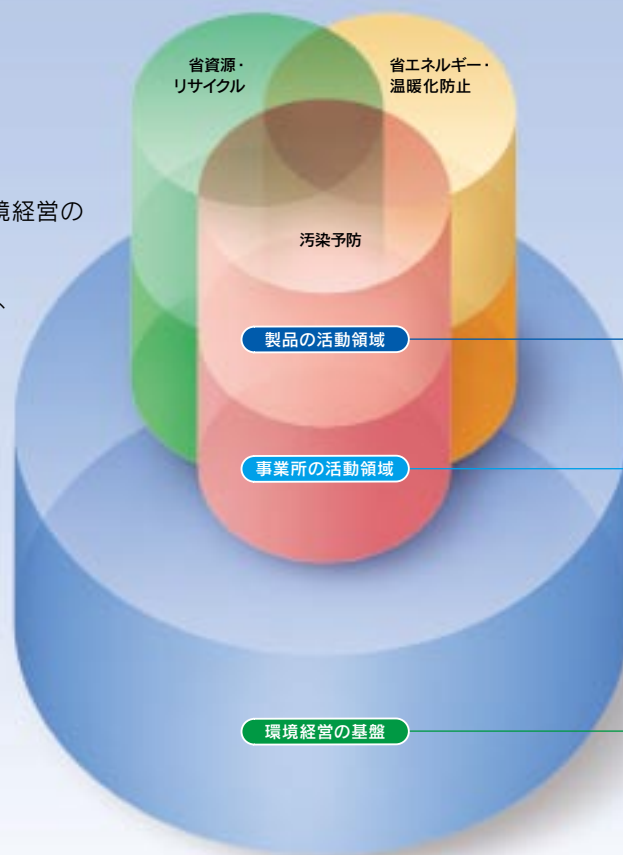 省資源・
リサイクル
省エネルギー・
温暖化防止
境経営の
、
汚染予防
製品の活動領域
事業所の活動領域
環境経営の基盤